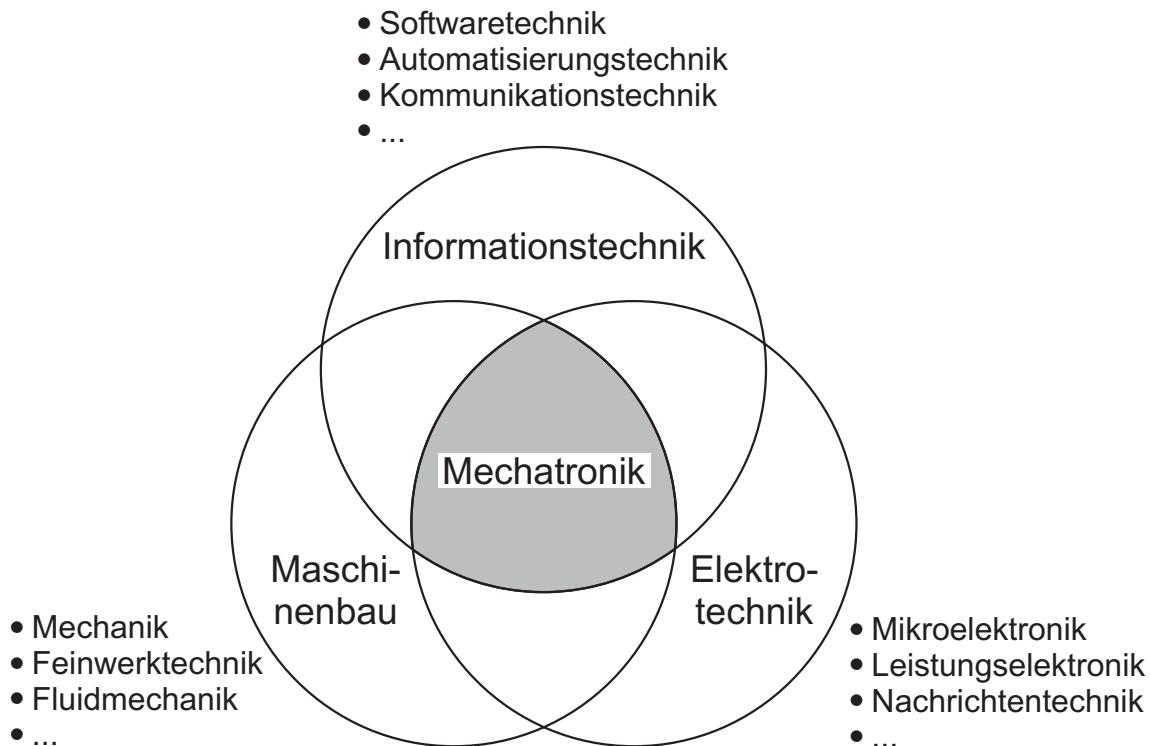 • Softwaretechnik
• Automatisierungstechnik
• Kommunikationstechnik
• ...
Informationstechnik
Mechatronik
Maschi-
nenbau
Elektro-
technik
• Mechanik
• Feinwerktechnik
• Fluidmechanik
• ...
• Mikroelektronik
• Leistungselektronik
• Nachrichtentechnik
• ...